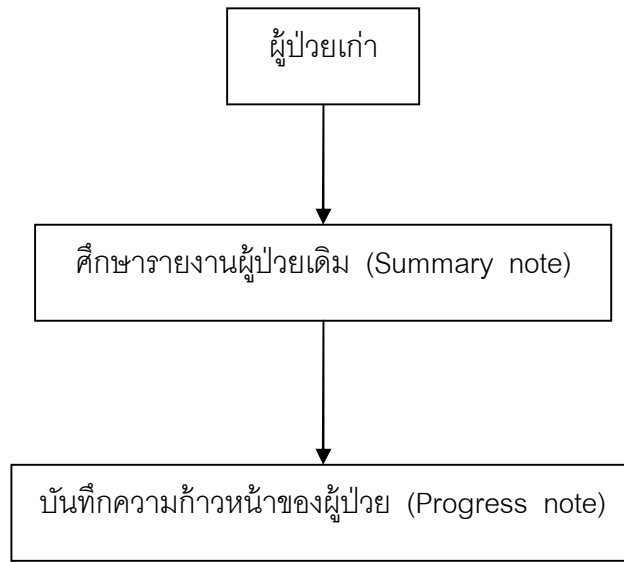 ผู้ป่วยเก่า
ศึกษารายงานผู้ป่วยเดิม (Summary note)
บันทึกความก้าวหน้าของผู้ป่วย (Progress note)